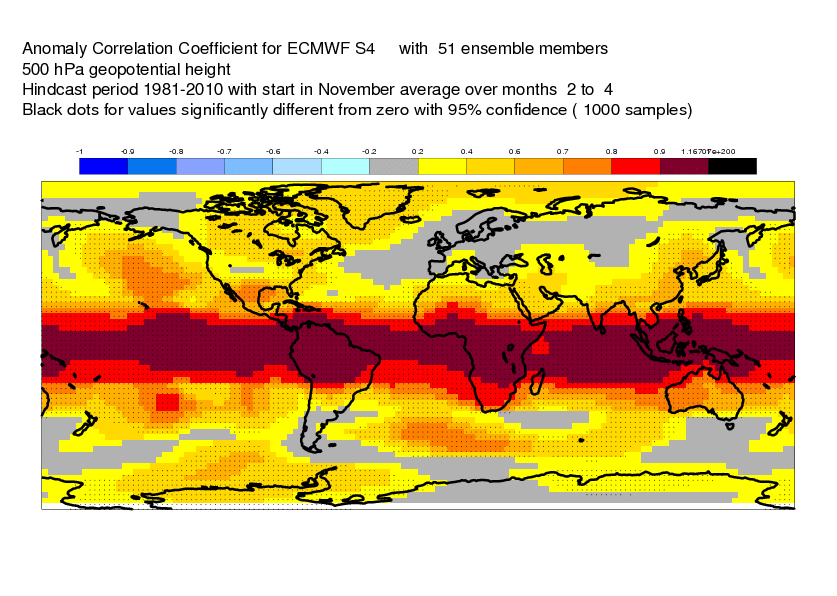 Anomaly Correlation Coefficient for ECMWF S4 with 51 ensemble members
500 hPa geopotential height
Hindcast period 1981-2010 with start in November average over months 2 to 4
Black dots for values significantly different from zero with 95% confidence ( 1000 samples)
-1 -0.9 -0.8 -0.7 -0.6 -0.4 -0.2 0.2 0.4 0.6 0.7 0.8 0.9